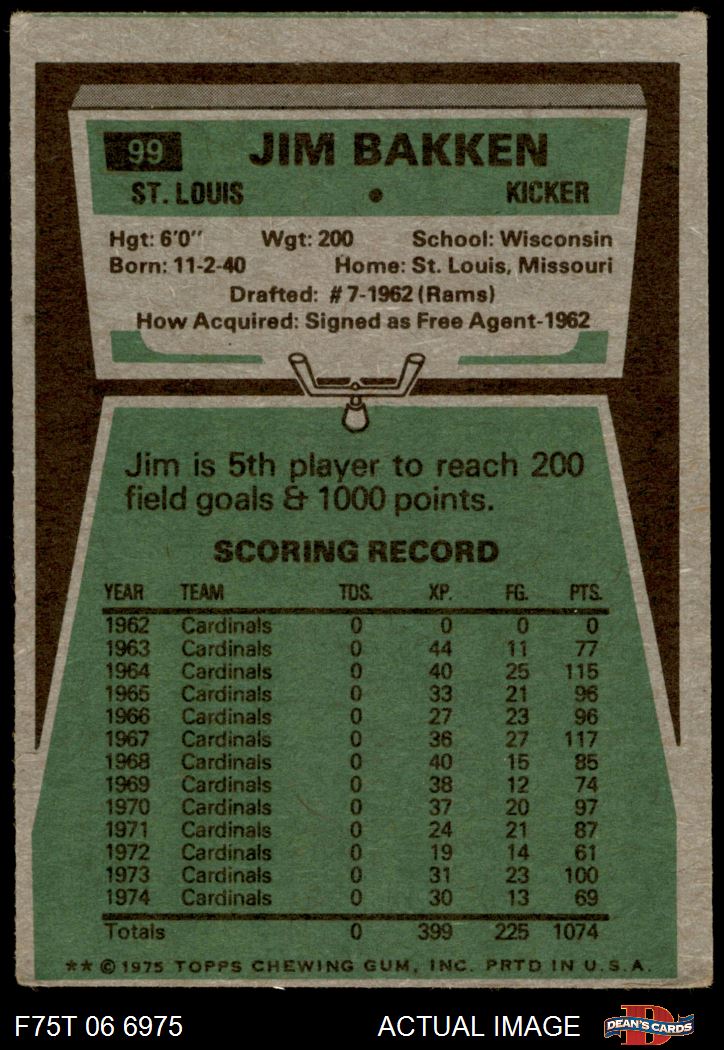 99 JIM BAKKEN
ST. LOUIS • KICKER
Hgt: 6'0" Wgt: 200 School: Wisconsin
Born: 11-2-40 Home: St. Louis, Missouri
Drafted: #7-1962 (Rams)
How Acquired: Signed as Free Agent-1962
Jim is 5th player to reach 200
field goals & 1000 points.
SCORING RECORD
YEAR TEAM TDS. XP. FG. PTS.
1962 Cardinals 0 0 0 0
1963 Cardinals 0 44 11 77
1964 Cardinals 0 40 25 115
1965 Cardinals 0 33 21 96
1966 Cardinals 0 27 23 96
1967 Cardinals 0 36 27 117
1968 Cardinals 0 40 15 85
1969 Cardinals 0 38 12 74
1970 Cardinals 0 37 20 97
1971 Cardinals 0 24 21 87
1972 Cardinals 0 19 14 61
1973 Cardinals 0 31 23 100
1974 Cardinals 0 30 13 69
Totals 0 399 225 1074
** © 1975 TOPPS CHEWING GUM, INC. PRTD IN U.S.A.
F75T 06 6975 ACTUAL IMAGE D DEAN'S CARDS